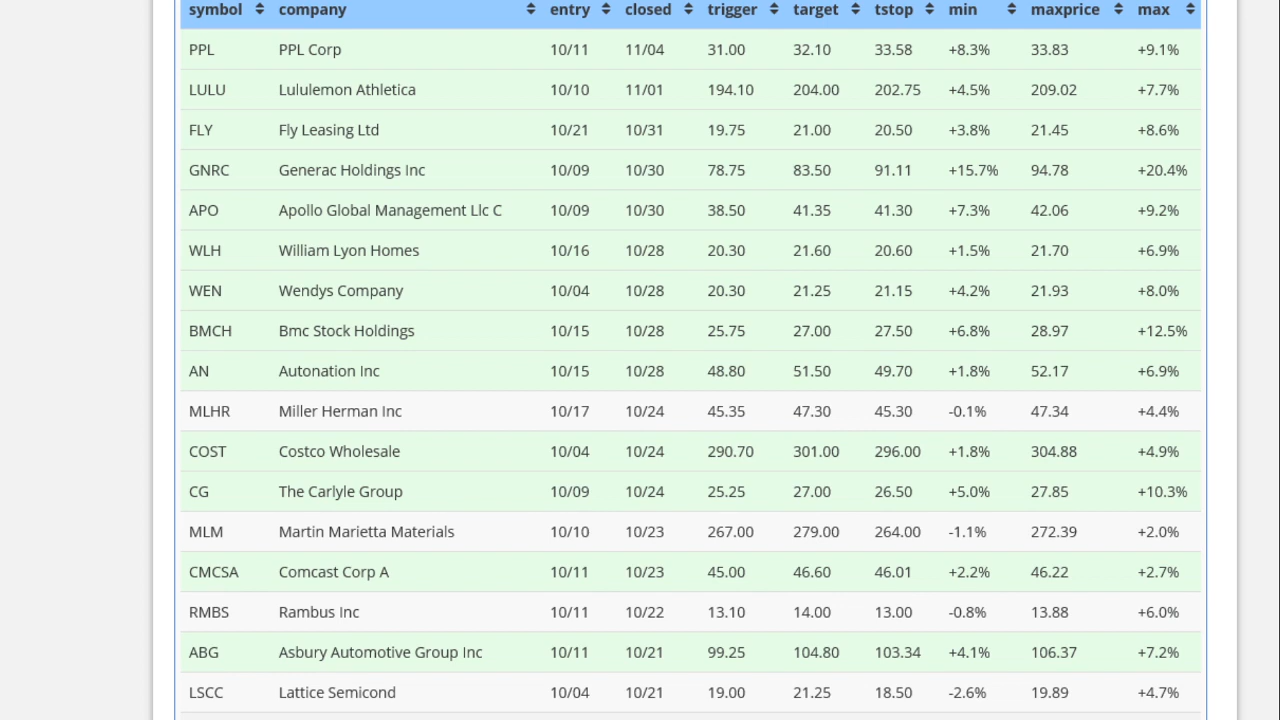 symbol company entry closed trigger target tstop min maxprice max
PPL PPL Corp 10/11 11/04 31.00 32.10 33.58 +8.3% 33.83 +9.1%
LULU Lululemon Athletica 10/10 11/01 194.10 204.00 202.75 +4.5% 209.02 +7.7%
FLY Fly Leasing Ltd 10/21 10/31 19.75 21.00 20.50 +3.8% 21.45 +8.6%
GNRC Generac Holdings Inc 10/09 10/30 78.75 83.50 91.11 +15.7% 94.78 +20.4%
APO Apollo Global Management Llc C 10/09 10/30 38.50 41.35 41.30 +7.3% 42.06 +9.2%
WLH William Lyon Homes 10/16 10/28 20.30 21.60 20.60 +1.5% 21.70 +6.9%
WEN Wendys Company 10/04 10/28 20.30 21.25 21.15 +4.2% 21.93 +8.0%
BMCH Bmc Stock Holdings 10/15 10/28 25.75 27.00 27.50 +6.8% 28.97 +12.5%
AN Autonation Inc 10/15 10/28 48.80 51.50 49.70 +1.8% 52.17 +6.9%
MLHR Miller Herman Inc 10/17 10/24 45.35 47.30 45.30 -0.1% 47.34 +4.4%
COST Costco Wholesale 10/04 10/24 290.70 301.00 296.00 +1.8% 304.88 +4.9%
CG The Carlyle Group 10/09 10/24 25.25 27.00 26.50 +5.0% 27.85 +10.3%
MLM Martin Marietta Materials 10/10 10/23 267.00 279.00 264.00 -1.1% 272.39 +2.0%
CMCSA Comcast Corp A 10/11 10/23 45.00 46.60 46.01 +2.2% 46.22 +2.7%
RMBS Rambus Inc 10/11 10/22 13.10 14.00 13.00 -0.8% 13.88 +6.0%
ABG Asbury Automotive Group Inc 10/11 10/21 99.25 104.80 103.34 +4.1% 106.37 +7.2%
LSCC Lattice Semicond 10/04 10/21 19.00 21.25 18.50 -2.6% 19.89 +4.7%